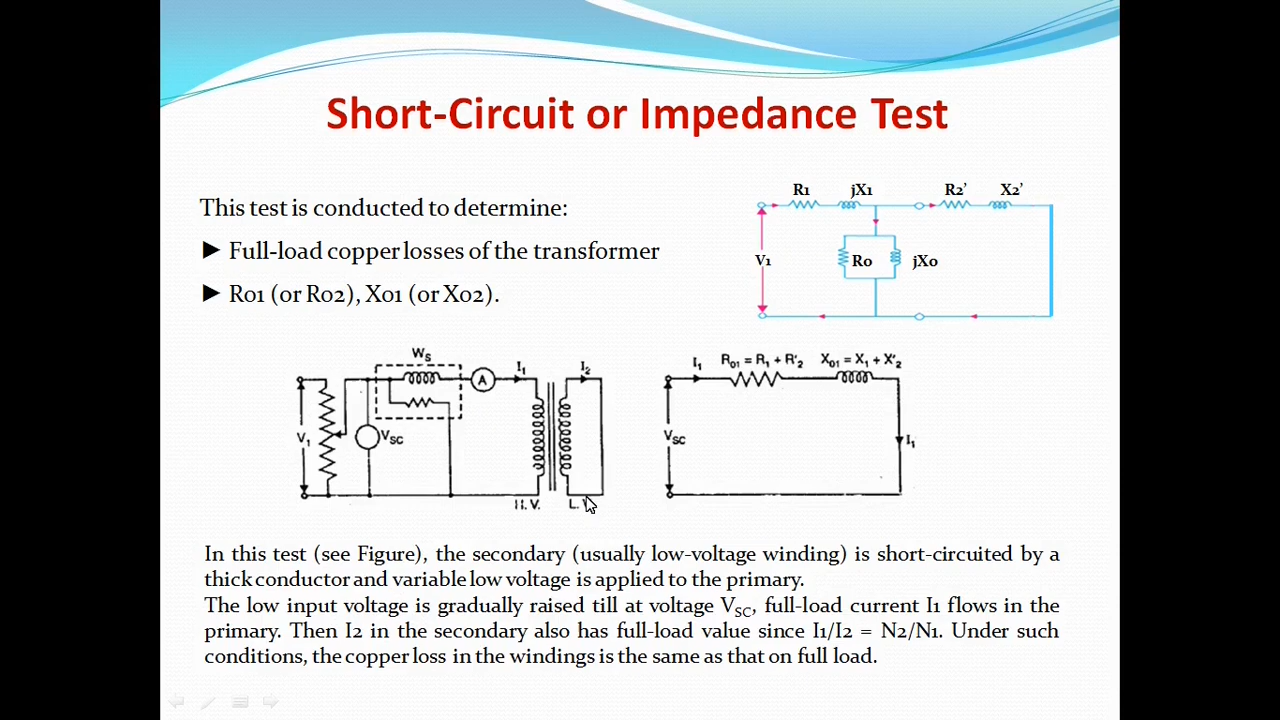 Short-Circuit or Impedance Test
This test is conducted to determine:
► Full-load copper losses of the transformer
► R01 (or R02), X01 (or X02).
R1 jX1 R2’ X2’
V1 R0 jX0
WS
A I1 I2
V1 VSC
H. V. L.
I1 R01 = R1 + R'2 X01 = X1 + X'2
VSC I1
In this test (see Figure), the secondary (usually low-voltage winding) is short-circuited by a
thick conductor and variable low voltage is applied to the primary.
The low input voltage is gradually raised till at voltage VSC, full-load current I1 flows in the
primary. Then I2 in the secondary also has full-load value since I1/I2 = N2/N1. Under such
conditions, the copper loss in the windings is the same as that on full load.